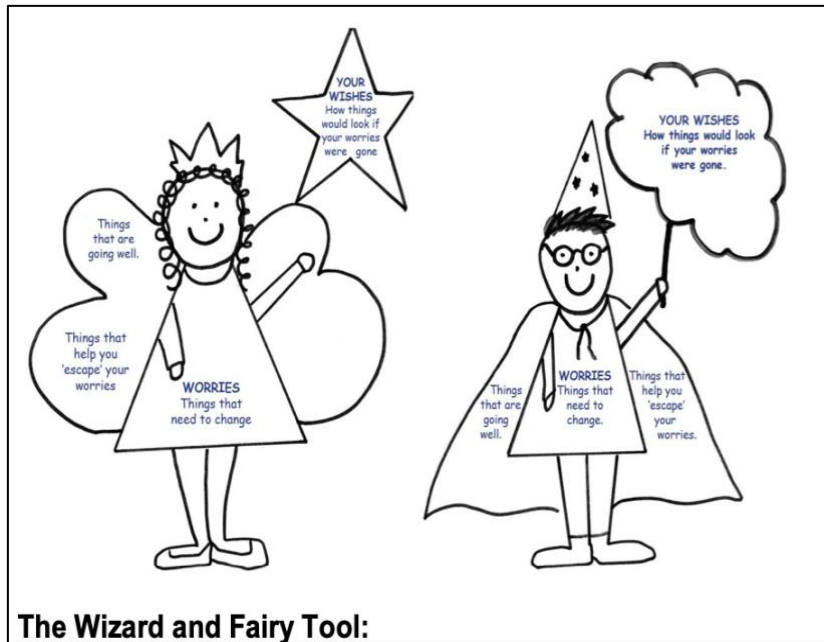 YOUR
WISHES
How things
would look if
your worries
were gone
Things
that are
going well.
Things that
help you
'escape' your
worries
WORRIES
Things that
need to change
YOUR WISHES
How things would look
if your worries
were gone.
Things
that are
going
well.
WORRIES
Things that
need to
change.
Things that
help you
'escape'
your
worries.
The Wizard and Fairy Tool: